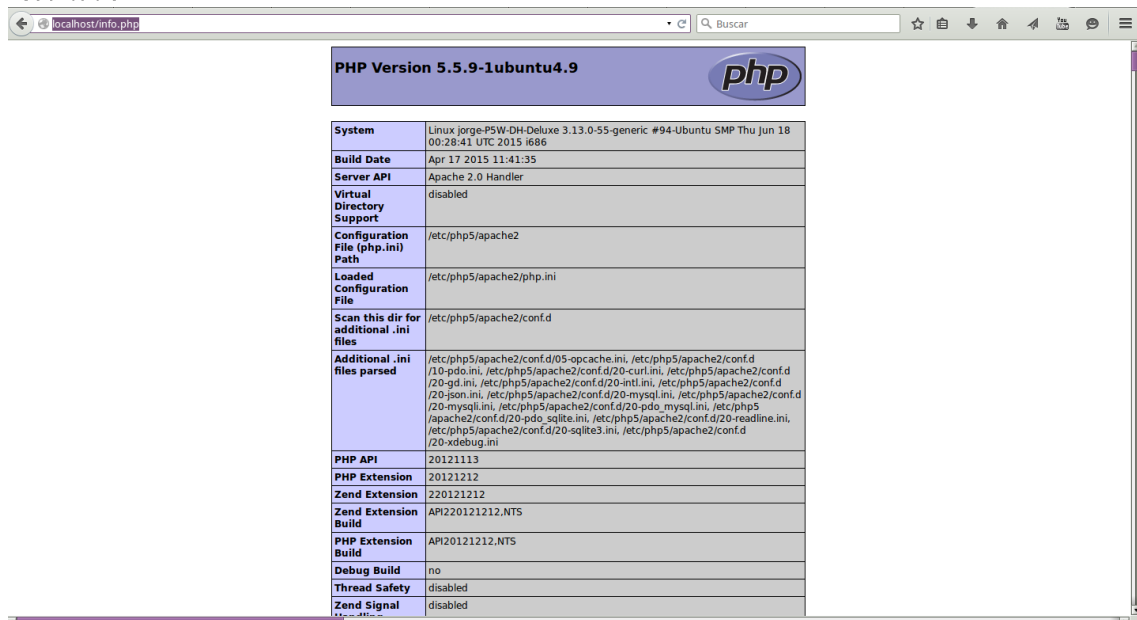 localhost/info.php
Buscar
You
Tube
PHP Version 5.5.9-1ubuntu4.9
php
System
Linux jorge-P5W-DH-Deluxe 3.13.0-55-generic #94-Ubuntu SMP Thu Jun 18
00:28:41 UTC 2015 i686
Build Date
Apr 17 2015 11:41:35
Server API
Apache 2.0 Handler
Virtual
Directory
Support
disabled
Configuration
File (php.ini)
Path
/etc/php5/apache2
Loaded
Configuration
File
/etc/php5/apache2/php.ini
Scan this dir for
additional .ini
files
/etc/php5/apache2/conf.d
Additional .ini
files parsed
/etc/php5/apache2/conf.d/05-opcache.ini, /etc/php5/apache2/conf.d
/10-pdo.ini, /etc/php5/apache2/conf.d/20-curl.ini, /etc/php5/apache2/conf.d
/20-gd.ini, /etc/php5/apache2/conf.d/20-intl.ini, /etc/php5/apache2/conf.d
/20-json.ini, /etc/php5/apache2/conf.d/20-mysql.ini, /etc/php5/apache2/conf.d
/20-mysqli.ini, /etc/php5/apache2/conf.d/20-pdo_mysql.ini, /etc/php5
/apache2/conf.d/20-pdo_sqlite.ini, /etc/php5/apache2/conf.d/20-readline.ini,
/etc/php5/apache2/conf.d/20-sqlite3.ini, /etc/php5/apache2/conf.d
/20-xdebug.ini
PHP API
20121113
PHP Extension
20121212
Zend Extension
220121212
Zend Extension
Build
API220121212,NTS
PHP Extension
Build
API20121212,NTS
Debug Build
no
Thread Safety
disabled
Zend Signal
disabled